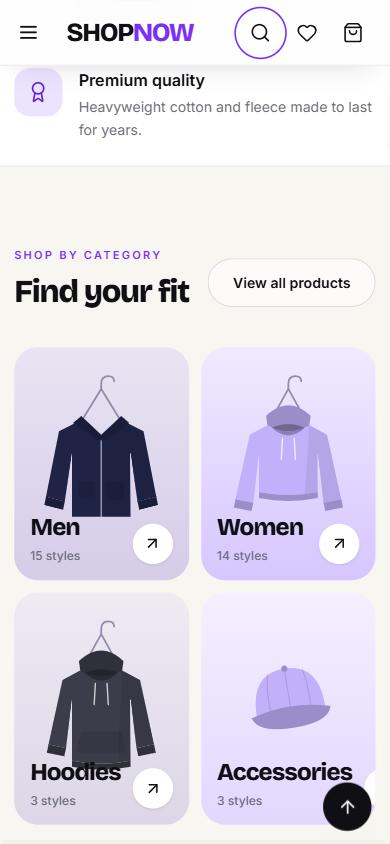 SHOPNOW
Premium quality
Heavyweight cotton and fleece made to last
for years.
SHOP BY CATEGORY
Find your fit
View all products
Men
15 styles
Women
14 styles
Hoodies
3 styles
Accessories
3 styles